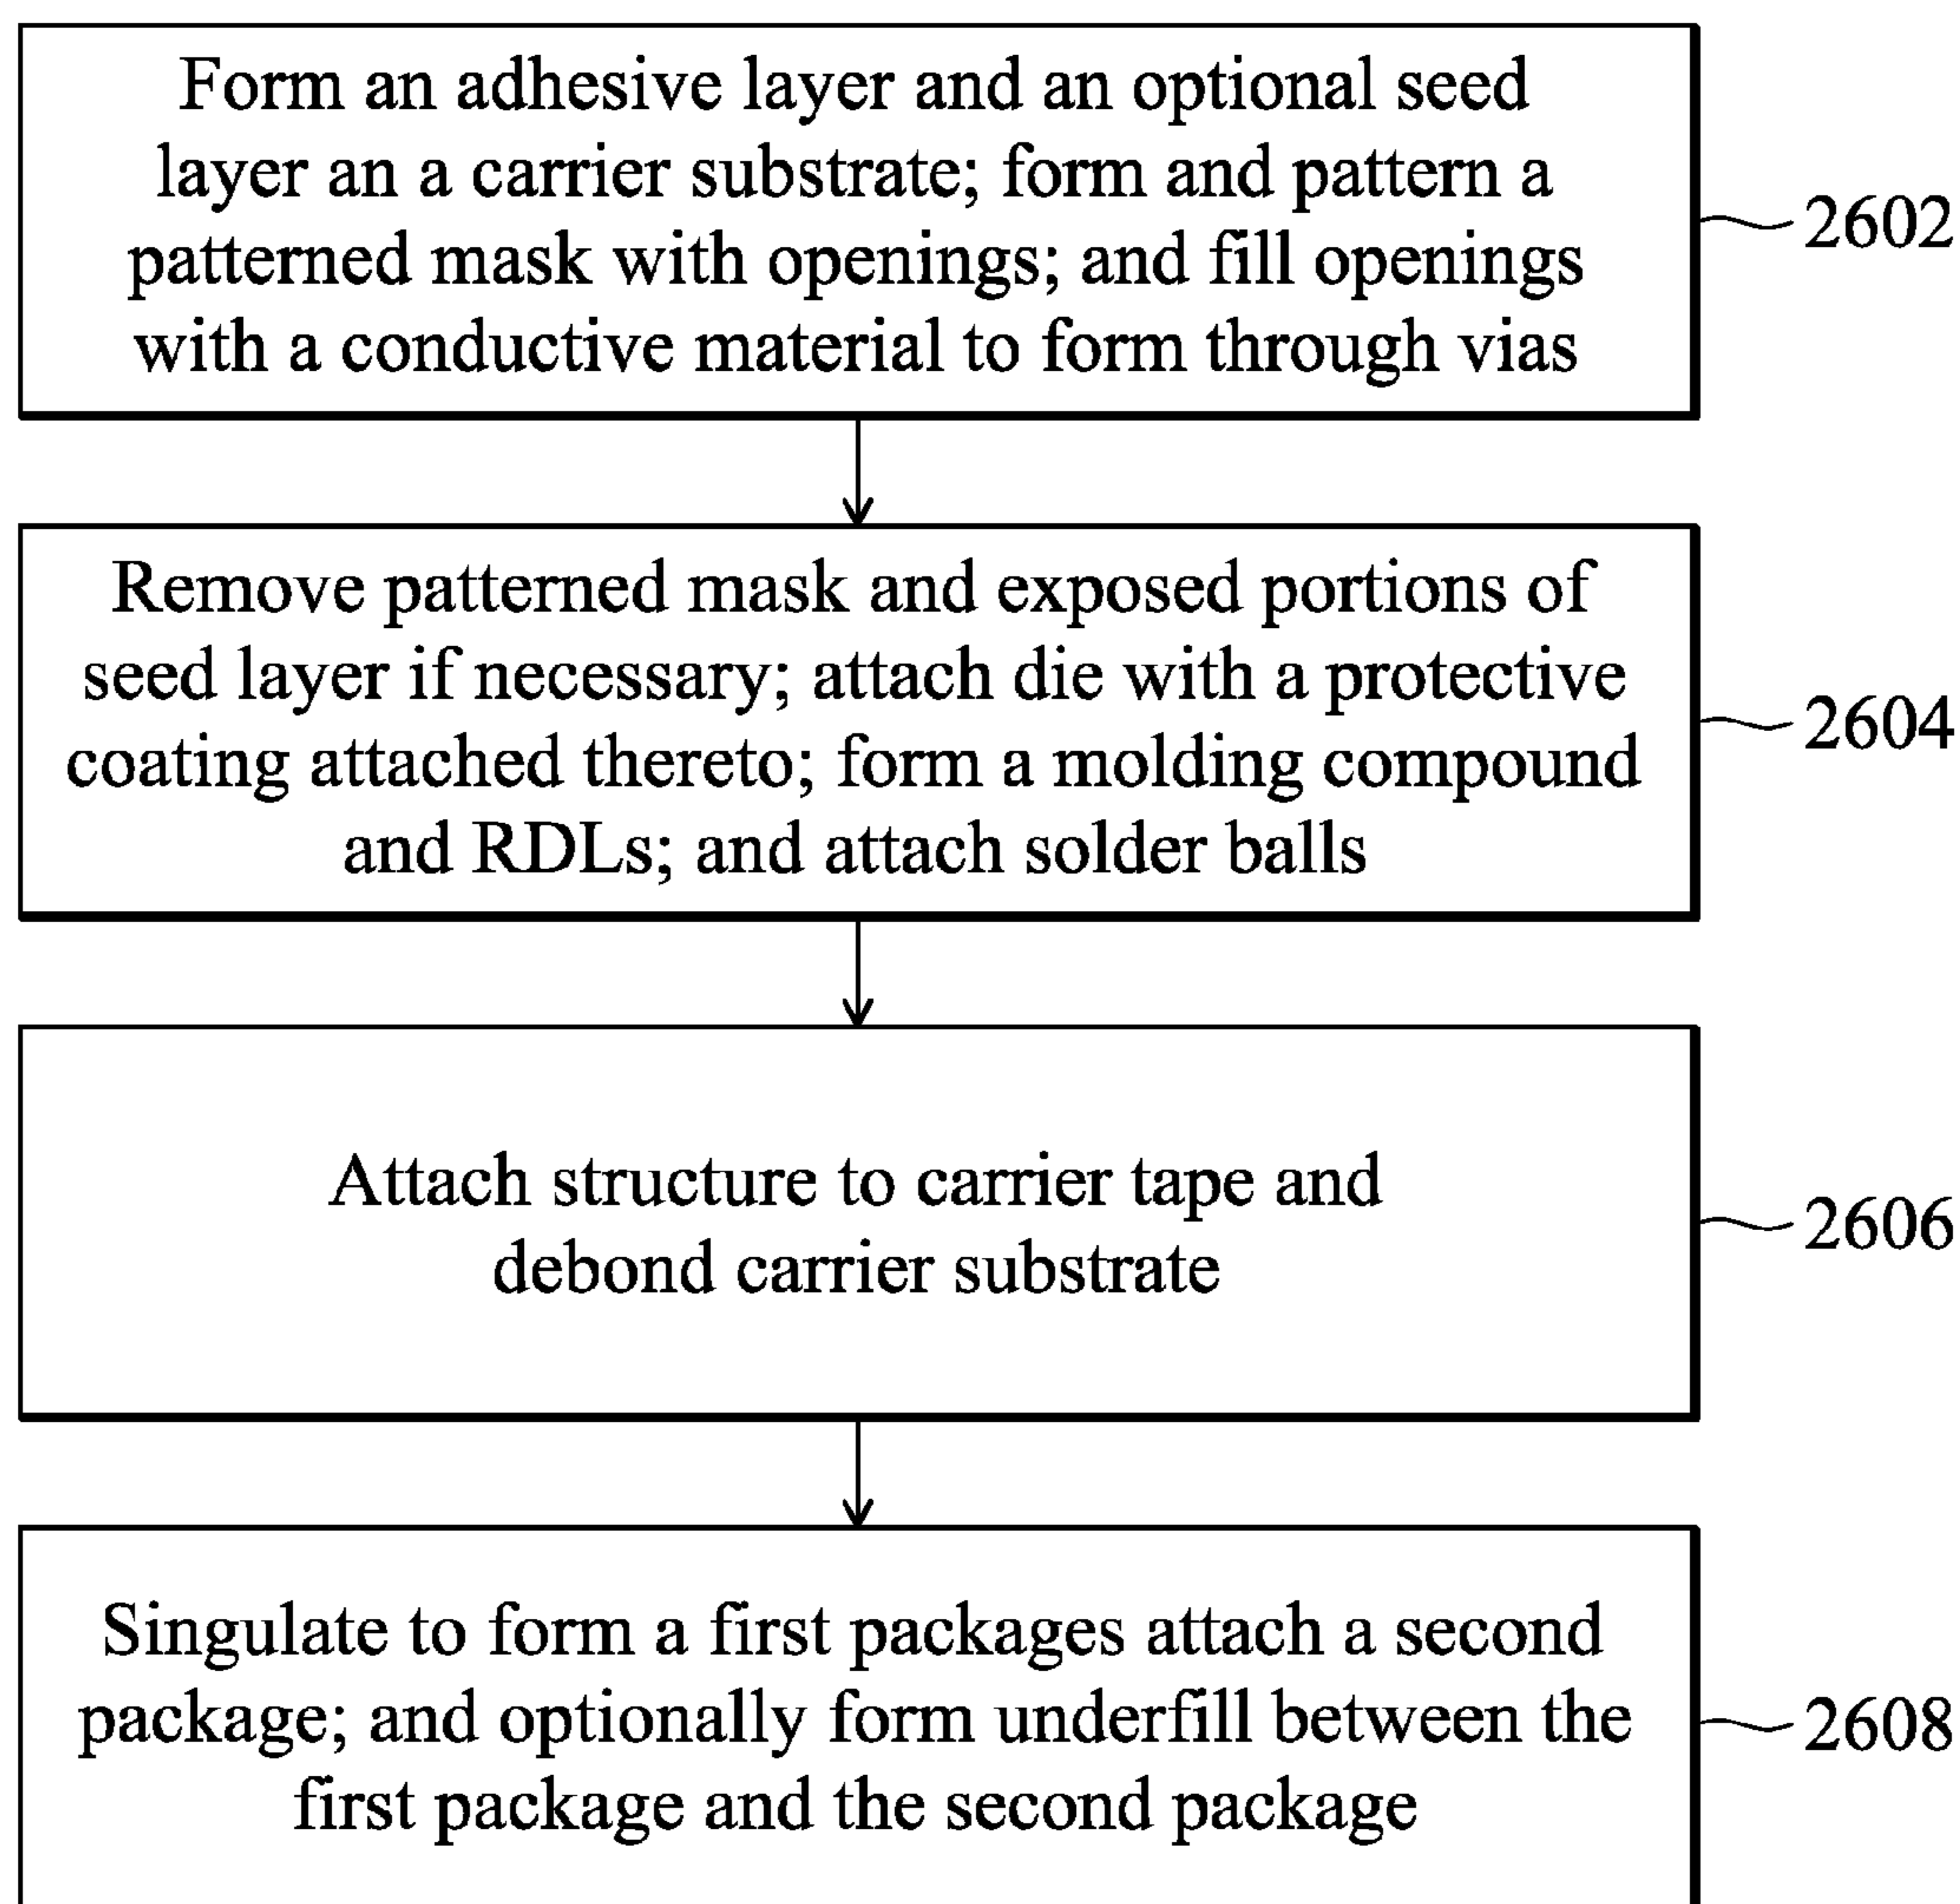 Form an adhesive layer and an optional seed
layer an a carrier substrate; form and pattern a
patterned mask with openings; and fill openings
with a conductive material to form through vias
2602
Remove patterned mask and exposed portions of
seed layer if necessary; attach die with a protective
coating attached thereto; form a molding compound
and RDLs; and attach solder balls
2604
Attach structure to carrier tape and
debond carrier substrate
2606
Singulate to form a first packages attach a second
package; and optionally form underfill between the
first package and the second package
2608